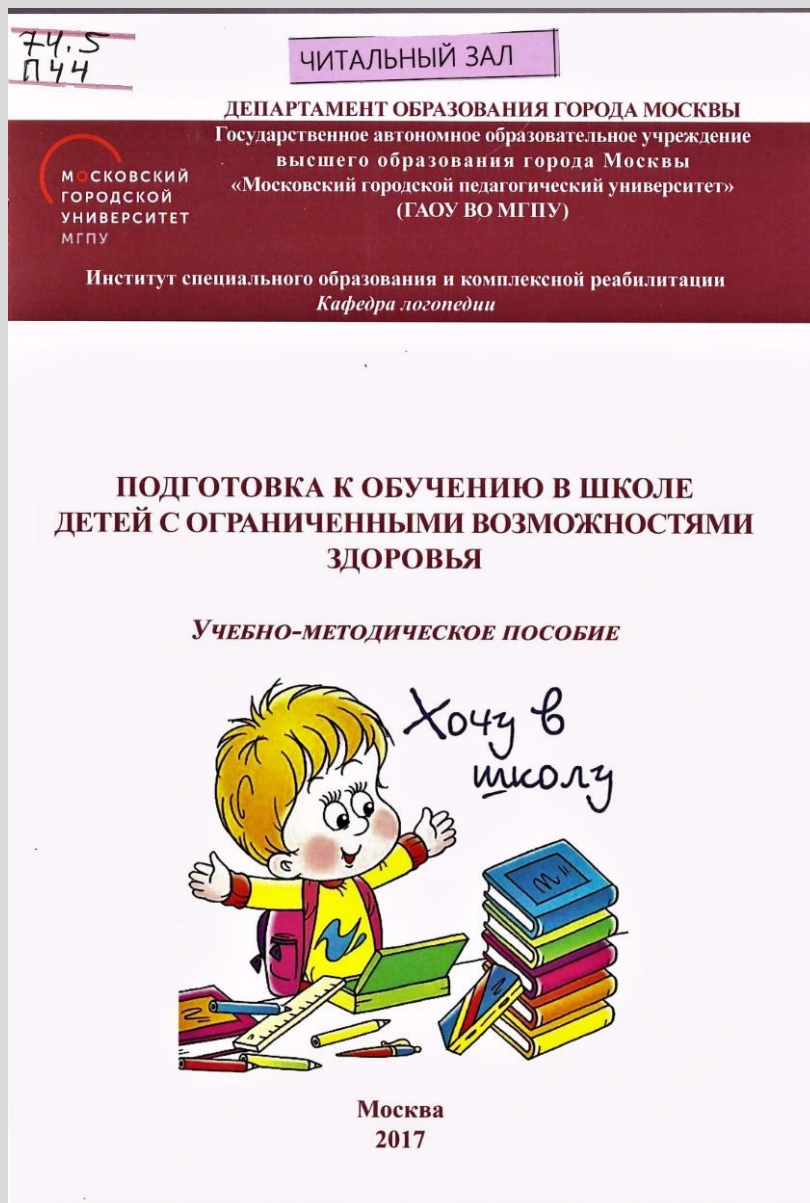 74.5
П44
ЧИТАЛЬНЫЙ ЗАЛ
ДЕПАРТАМЕНТ ОБРАЗОВАНИЯ ГОРОДА МОСКВЫ
Государственное автономное образовательное учреждение
высшего образования города Москвы
«Московский городской педагогический университет»
(ГАОУ ВО МГПУ)
МОСКОВСКИЙ
ГОРОДСКОЙ
УНИВЕРСИТЕТ
МГПУ
Институт специального образования и комплексной реабилитации
Кафедра логопедии
ПОДГОТОВКА К ОБУЧЕНИЮ В ШКОЛЕ
ДЕТЕЙ С ОГРАНИЧЕННЫМИ ВОЗМОЖНОСТЯМИ
ЗДОРОВЬЯ
УЧЕБНО-МЕТОДИЧЕСКОЕ ПОСОБИЕ
Хочу в
школу
Москва
2017